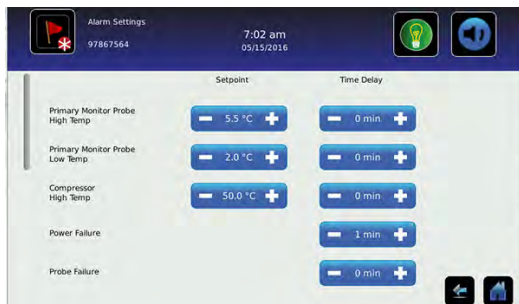 Alarm Settings
97867564
7:02 am
05/15/2016
Setpoint Time Delay
Primary Monitor Probe
High Temp
5.5 °C 0 min
Primary Monitor Probe
Low Temp
2.0 °C 0 min
Compressor
High Temp
50.0 °C 0 min
Power Failure
1 min
Probe Failure
0 min